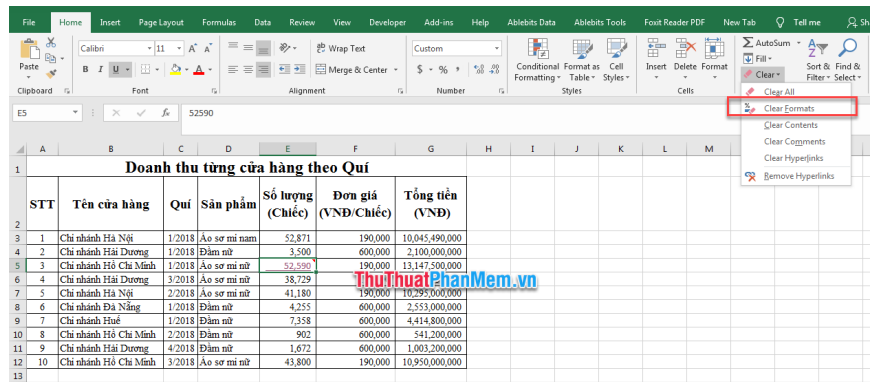 File Home Insert Page Layout Formulas Data Review View Developer Add-ins Help Ablebits Data Ablebits Tools Foxit Reader PDF New Tab Tell me
Calibri 11 A A Wrap Text Custom AutoSum
Paste B I U A Merge & Center $ % Conditional Formatting Format as Table Cell Styles Insert Delete Format Fill Clear Sort & Filter Find & Select
Clipboard Font Alignment Number Styles Cells
Clear All
Clear Formats
Clear Contents
Clear Comments
Clear Hyperlinks
Remove Hyperlinks
E5 fx 52590
A B C D E F G H I J K L M
1 Doanh thu từng cửa hàng theo Quí
2 STT Tên cửa hàng Quí Sản phẩm Số lượng (Chiếc) Đơn giá (VNĐ/Chiếc) Tổng tiền (VNĐ)
3 1 Chi nhánh Hà Nội 1/2018 Áo sơ mi nam 52,871 190,000 10,045,490,000
4 2 Chi nhánh Hải Dương 1/2018 Đầm nữ 3,500 600,000 2,100,000,000
5 3 Chi nhánh Hồ Chí Minh 1/2018 Áo sơ mi nữ 52,590 190,000 13,147,500,000
6 4 Chi nhánh Hải Dương 3/2018 Áo sơ mi nữ 38,729
ThuThuatPhanMem.vn
7 5 Chi nhánh Hà Nội 2/2018 Áo sơ mi nữ 41,180 190,000 10,295,000,000
8 6 Chi nhánh Đà Nẵng 1/2018 Đầm nữ 4,255 600,000 2,553,000,000
9 7 Chi nhánh Huế 1/2018 Đầm nữ 7,358 600,000 4,414,800,000
10 8 Chi nhánh Hồ Chí Minh 2/2018 Đầm nữ 902 600,000 541,200,000
11 9 Chi nhánh Hải Dương 4/2018 Đầm nữ 1,672 600,000 1,003,200,000
12 10 Chi nhánh Hồ Chí Minh 3/2018 Áo sơ mi nữ 43,800 190,000 10,950,000,000
13